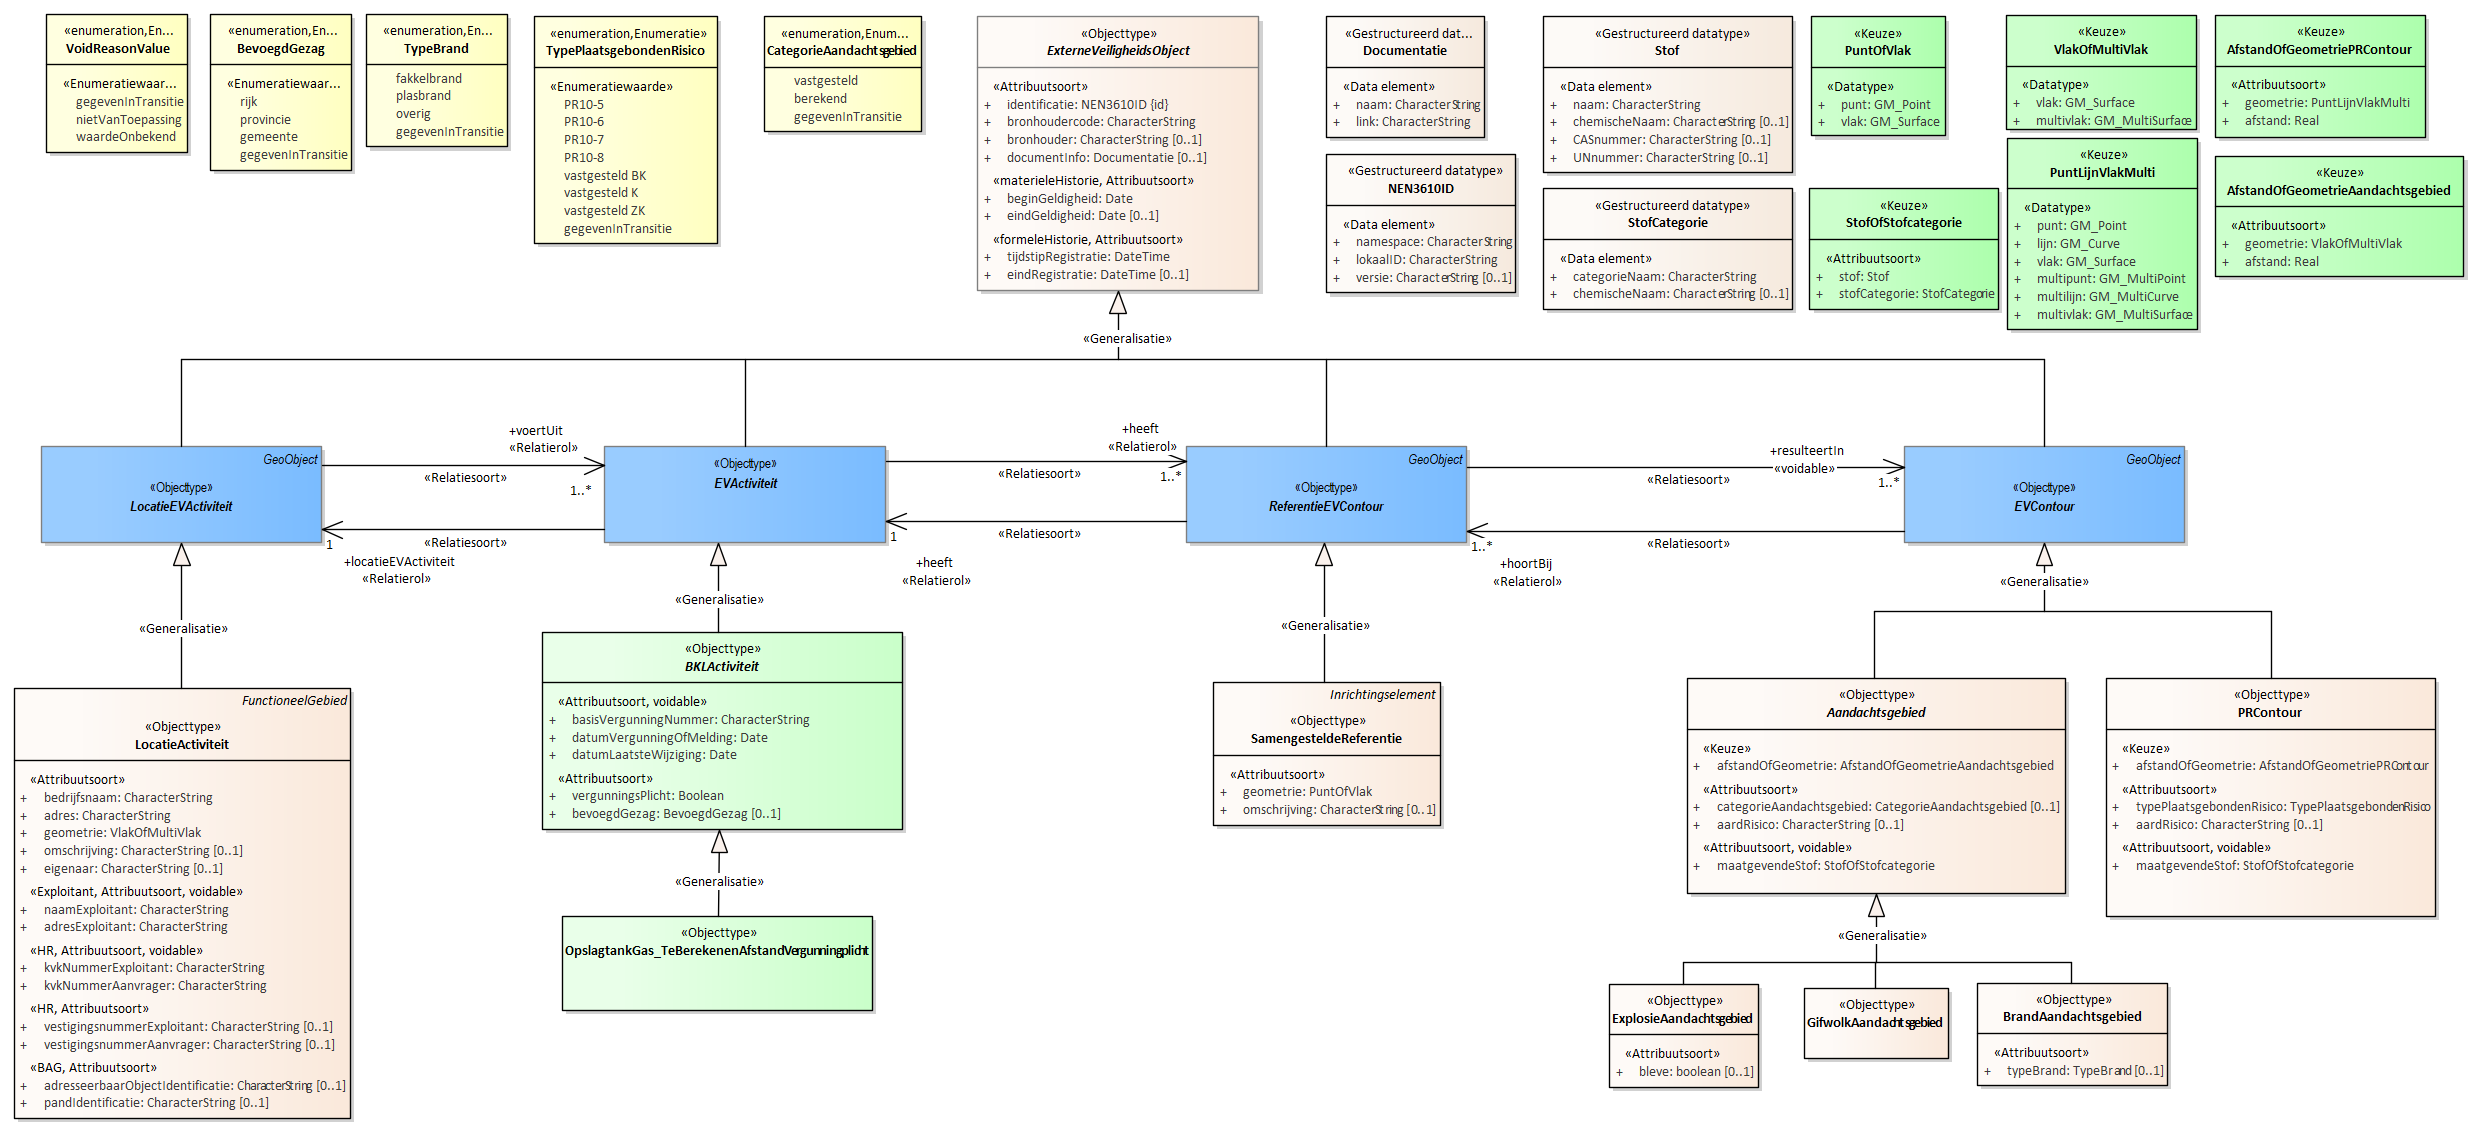 «enumeration,En...
VoidReasonValue
«Enumeratiewaar...
gegevenInTransitie
nietVanToepassing
waardeOnbekend
«enumeration,En...
BevoegdGezag
«Enumeratiewaar...
rijk
provincie
gemeente
gegevenInTransitie
«enumeration,En...
TypeBrand
fakkelbrand
plasbrand
overig
gegevenInTransitie
«enumeration,Enumeratie»
TypePlaatsgebondenRisico
«Enumeratiewaarde»
PR10-5
PR10-6
PR10-7
PR10-8
vastgesteld BK
vastgesteld K
vastgesteld ZK
gegevenInTransitie
«enumeration,Enum...
CategorieAandachtsgebied
vastgesteld
berekend
gegevenInTransitie
«Objecttype»
ExterneVeiligheidsObject
«Attribuutsoort»
+ identificatie: NEN3610ID {id}
+ bronhoudercode: CharacterString
+ bronhouder: CharacterString [0..1]
+ documentInfo: Documentatie [0..1]
«materieleHistorie, Attribuutsoort»
+ beginGeldigheid: Date
+ eindGeldigheid: Date [0..1]
«formeleHistorie, Attribuutsoort»
+ tijdstipRegistratie: DateTime
+ eindRegistratie: DateTime [0..1]
«Gestructureerd dat...
Documentatie
«Data element»
+ naam: CharacterString
+ link: CharacterString
«Gestructureerd datatype»
NEN3610ID
«Data element»
+ namespace: CharacterString
+ lokaalID: CharacterString
+ versie: CharacterString [0..1]
«Gestructureerd datatype»
Stof
«Data element»
+ naam: CharacterString
+ chemischeNaam: CharacterString [0..1]
+ CASnummer: CharacterString [0..1]
+ UNnummer: CharacterString [0..1]
«Gestructureerd datatype»
StofCategorie
«Data element»
+ categorieNaam: CharacterString
+ chemischeNaam: CharacterString [0..1]
«Keuze»
PuntOfVlak
«Datatype»
+ punt: GM_Point
+ vlak: GM_Surface
«Keuze»
StofOfStofcategorie
«Attribuutsoort»
+ stof: Stof
+ stofCategorie: StofCategorie
«Keuze»
VlakOfMultiVlak
«Datatype»
+ vlak: GM_Surface
+ multivlak: GM_MultiSurface
«Keuze»
PuntLijnVlakMulti
«Datatype»
+ punt: GM_Point
+ lijn: GM_Curve
+ vlak: GM_Surface
+ multipunt: GM_MultiPoint
+ multilijn: GM_MultiCurve
+ multivlak: GM_MultiSurface
«Keuze»
AfstandOfGeometriePRContour
«Attribuutsoort»
+ geometrie: PuntLijnVlakMulti
+ afstand: Real
«Keuze»
AfstandOfGeometrieAandachtsgebied
«Attribuutsoort»
+ geometrie: VlakOfMultiVlak
+ afstand: Real
«Generalisatie»
GeoObject
«Objecttype»
LocatieEVActiviteit
+voertUit
«Relatierol»
«Relatiesoort»
1..*
«Relatiesoort»
1
+locatieEVActiviteit
«Relatierol»
«Objecttype»
EVActiviteit
+heeft
«Relatierol»
«Relatiesoort»
1..*
«Relatiesoort»
1
+heeft
«Relatierol»
GeoObject
«Objecttype»
ReferentieEVContour
+resulteertIn
«voidable»
«Relatiesoort»
1..*
«Relatiesoort»
1..*
+hoortBij
«Relatierol»
GeoObject
«Objecttype»
EVContour
«Generalisatie»
FunctioneelGebied
«Objecttype»
LocatieActiviteit
«Attribuutsoort»
+ bedrijfsnaam: CharacterString
+ adres: CharacterString
+ geometrie: VlakOfMultiVlak
+ omschrijving: CharacterString [0..1]
+ eigenaar: CharacterString [0..1]
«Exploitant, Attribuutsoort, voidable»
+ naamExploitant: CharacterString
+ adresExploitant: CharacterString
«HR, Attribuutsoort, voidable»
+ kvkNummerExploitant: CharacterString
+ kvkNummerAanvrager: CharacterString
«HR, Attribuutsoort»
+ vestigingsnummerExploitant: CharacterString [0..1]
+ vestigingsnummerAanvrager: CharacterString [0..1]
«BAG, Attribuutsoort»
+ adresseerbaarObjectIdentificatie: CharacterString [0..1]
+ pandIdentificatie: CharacterString [0..1]
«Generalisatie»
«Objecttype»
BKLActiviteit
«Attribuutsoort, voidable»
+ basisVergunningNummer: CharacterString
+ datumVergunningOfMelding: Date
+ datumLaatsteWijziging: Date
«Attribuutsoort»
+ vergunningsPlicht: Boolean
+ bevoegdGezag: BevoegdGezag [0..1]
«Generalisatie»
«Objecttype»
OpslagtankGas_TeBerekenenAfstandVergunningplicht
«Generalisatie»
Inrichtingselement
«Objecttype»
SamengesteldeReferentie
«Attribuutsoort»
+ geometrie: PuntOfVlak
+ omschrijving: CharacterString [0..1]
«Generalisatie»
«Objecttype»
Aandachtsgebied
«Keuze»
+ afstandOfGeometrie: AfstandOfGeometrieAandachtsgebied
«Attribuutsoort»
+ categorieAandachtsgebied: CategorieAandachtsgebied [0..1]
+ aardRisico: CharacterString [0..1]
«Attribuutsoort, voidable»
+ maatgevendeStof: StofOfStofcategorie
«Objecttype»
PRContour
«Keuze»
+ afstandOfGeometrie: AfstandOfGeometriePRContour
«Attribuutsoort»
+ typePlaatsgebondenRisico: TypePlaatsgebondenRisico
+ aardRisico: CharacterString [0..1]
«Attribuutsoort, voidable»
+ maatgevendeStof: StofOfStofcategorie
«Generalisatie»
«Objecttype»
ExplosieAandachtsgebied
«Attribuutsoort»
+ bleve: boolean [0..1]
«Objecttype»
GifwolkAandachtsgebied
«Objecttype»
BrandAandachtsgebied
«Attribuutsoort»
+ typeBrand: TypeBrand [0..1]